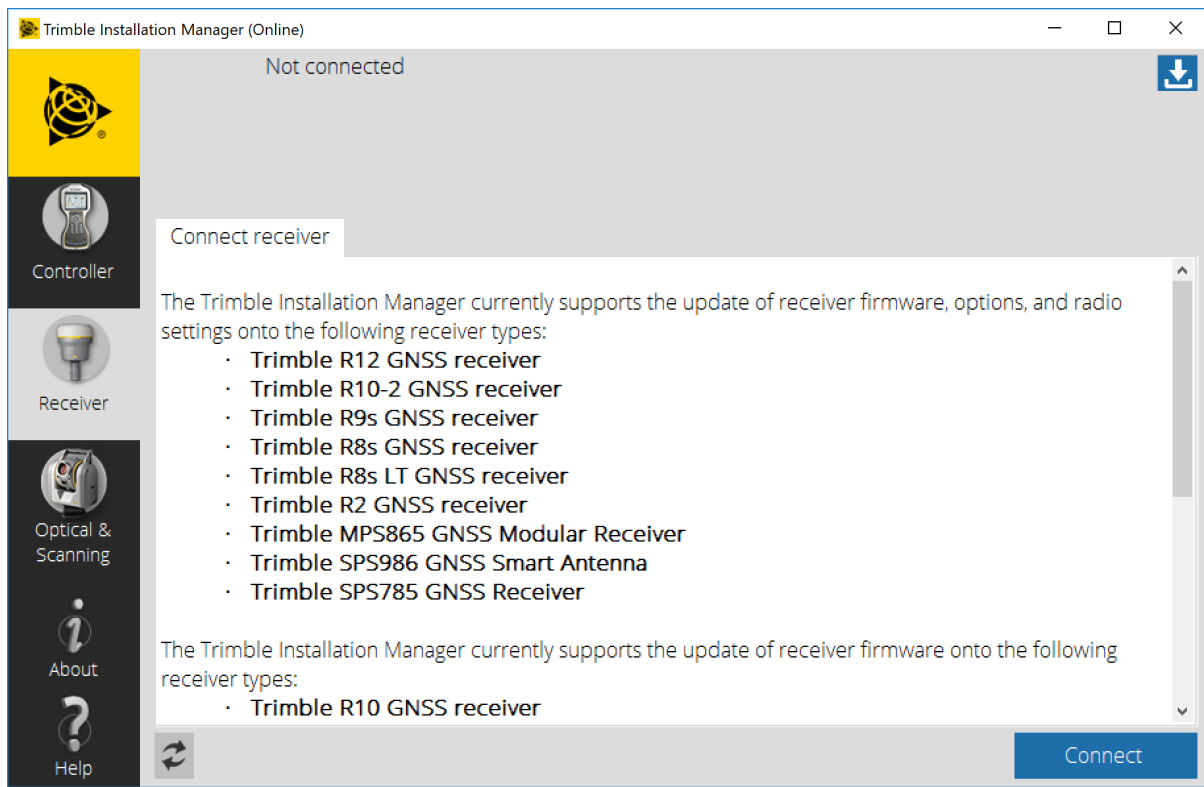 Trimble Installation Manager (Online)
Not connected
®
Controller
Receiver
Optical &
Scanning
About
Help
Connect receiver
The Trimble Installation Manager currently supports the update of receiver firmware, options, and radio
settings onto the following receiver types:
· Trimble R12 GNSS receiver
· Trimble R10-2 GNSS receiver
· Trimble R9s GNSS receiver
· Trimble R8s GNSS receiver
· Trimble R8s LT GNSS receiver
· Trimble R2 GNSS receiver
· Trimble MPS865 GNSS Modular Receiver
· Trimble SPS986 GNSS Smart Antenna
· Trimble SPS785 GNSS Receiver
The Trimble Installation Manager currently supports the update of receiver firmware onto the following
receiver types:
· Trimble R10 GNSS receiver
Connect